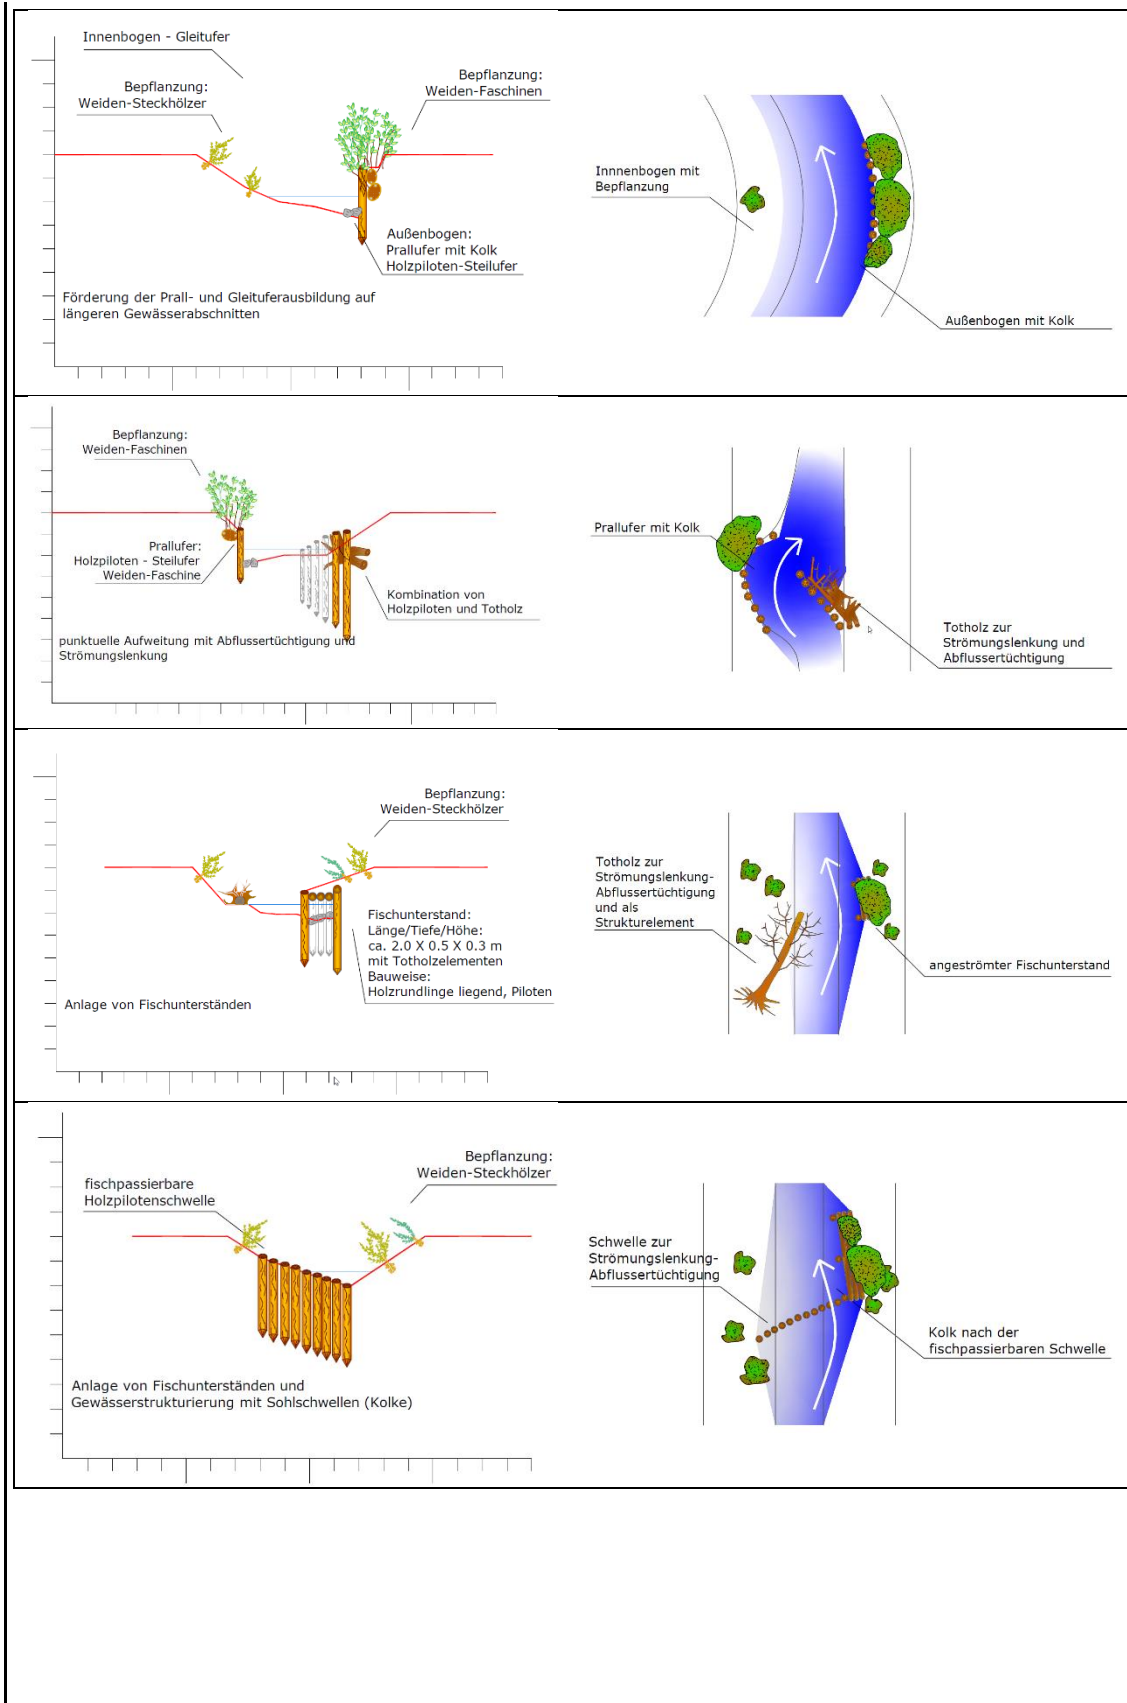 Innenbogen - Gleitufer
Bepflanzung:
Weiden-Steckhölzer
Bepflanzung:
Weiden-Faschinen
Außenbogen:
Prallufer mit Kolk
Holzpiloten-Steilufer
Förderung der Prall- und Gleituferausbildung auf
längeren Gewässerabschnitten
Innnenbogen mit
Bepflanzung
Außenbogen mit Kolk
Bepflanzung:
Weiden-Faschinen
Prallufer:
Holzpiloten - Steilufer
Weiden-Faschine
Kombination von
Holzpiloten und Totholz
punktuelle Aufweitung mit Abflussertüchtigung und
Strömungslenkung
Prallufer mit Kolk
Totholz zur
Strömungslenkung und
Abflussertüchtigung
Bepflanzung:
Weiden-Steckhölzer
Fischunterstand:
Länge/Tiefe/Höhe:
ca. 2.0 X 0.5 X 0.3 m
mit Totholzelementen
Bauweise:
Holzrundlinge liegend, Piloten
Anlage von Fischunterständen
Totholz zur
Strömungslenkung-
Abflussertüchtigung
und als
Strukturelement
angeströmter Fischunterstand
fischpassierbare
Holzpilotenschwelle
Bepflanzung:
Weiden-Steckhölzer
Anlage von Fischunterständen und
Gewässerstrukturierung mit Sohlschwellen (Kolke)
Schwelle zur
Strömungslenkung-
Abflussertüchtigung
Kolk nach der
fischpassierbaren Schwelle